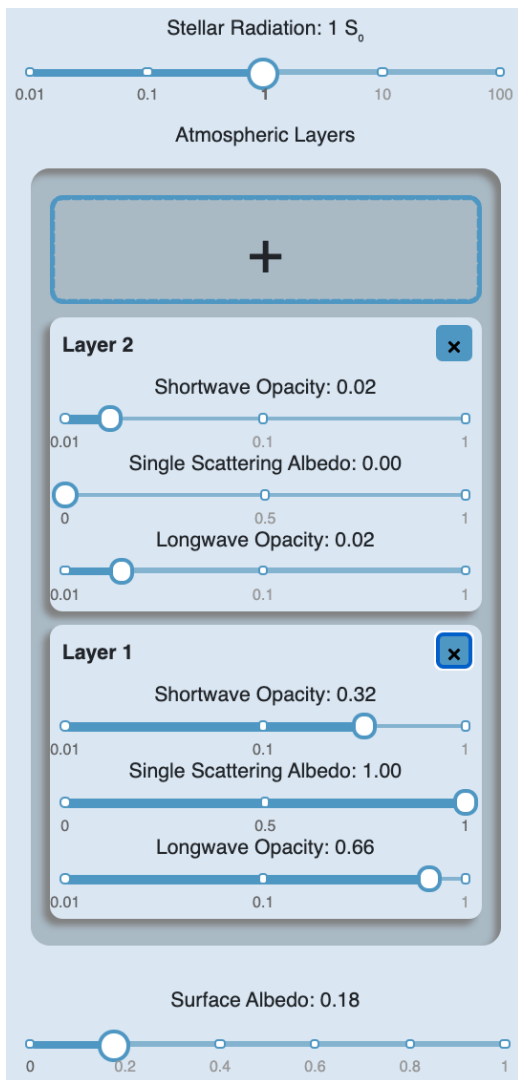 Stellar Radiation: 1 S₀
0.01 0.1 1 10 100
Atmospheric Layers
+
Layer 2 ×
Shortwave Opacity: 0.02
0.01 0.1 1
Single Scattering Albedo: 0.00
0 0.5 1
Longwave Opacity: 0.02
0.01 0.1 1
Layer 1 ×
Shortwave Opacity: 0.32
0.01 0.1 1
Single Scattering Albedo: 1.00
0 0.5 1
Longwave Opacity: 0.66
0.01 0.1 1
Surface Albedo: 0.18
0 0.2 0.4 0.6 0.8 1